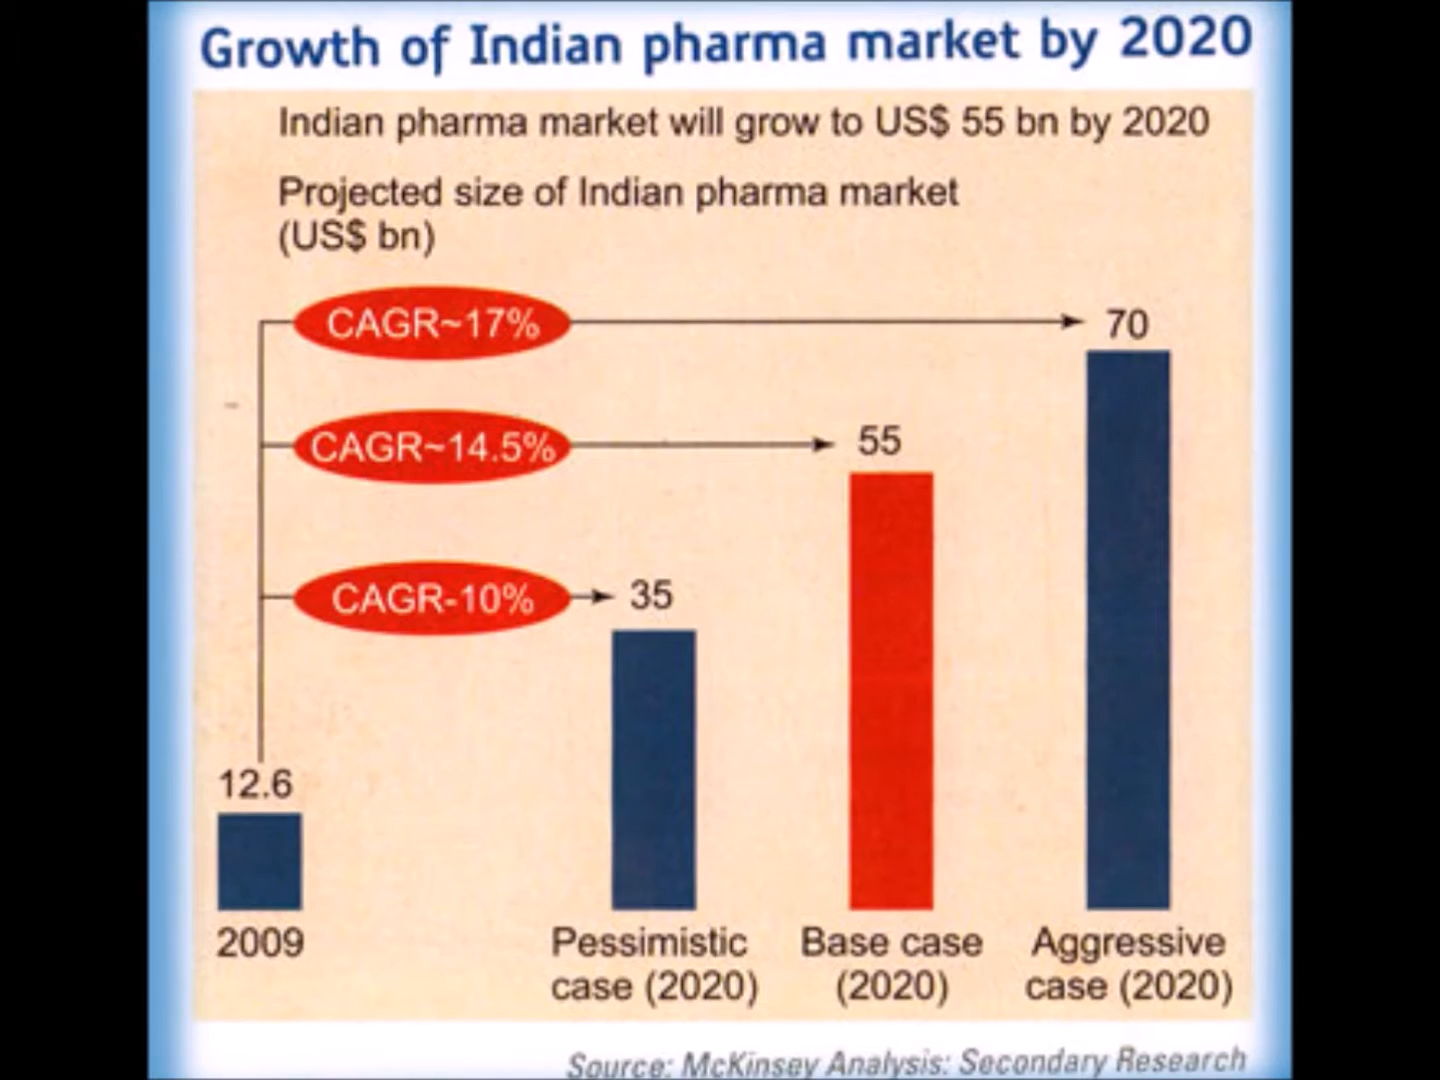 Growth of Indian pharma market by 2020
Indian pharma market will grow to US$ 55 bn by 2020
Projected size of Indian pharma market
(US$ bn)
CAGR~17%
70
CAGR~14.5%
55
CAGR-10%
35
12.6
2009
Pessimistic
case (2020)
Base case
(2020)
Aggressive
case (2020)
Source: McKinsey Analysis: Secondary Research